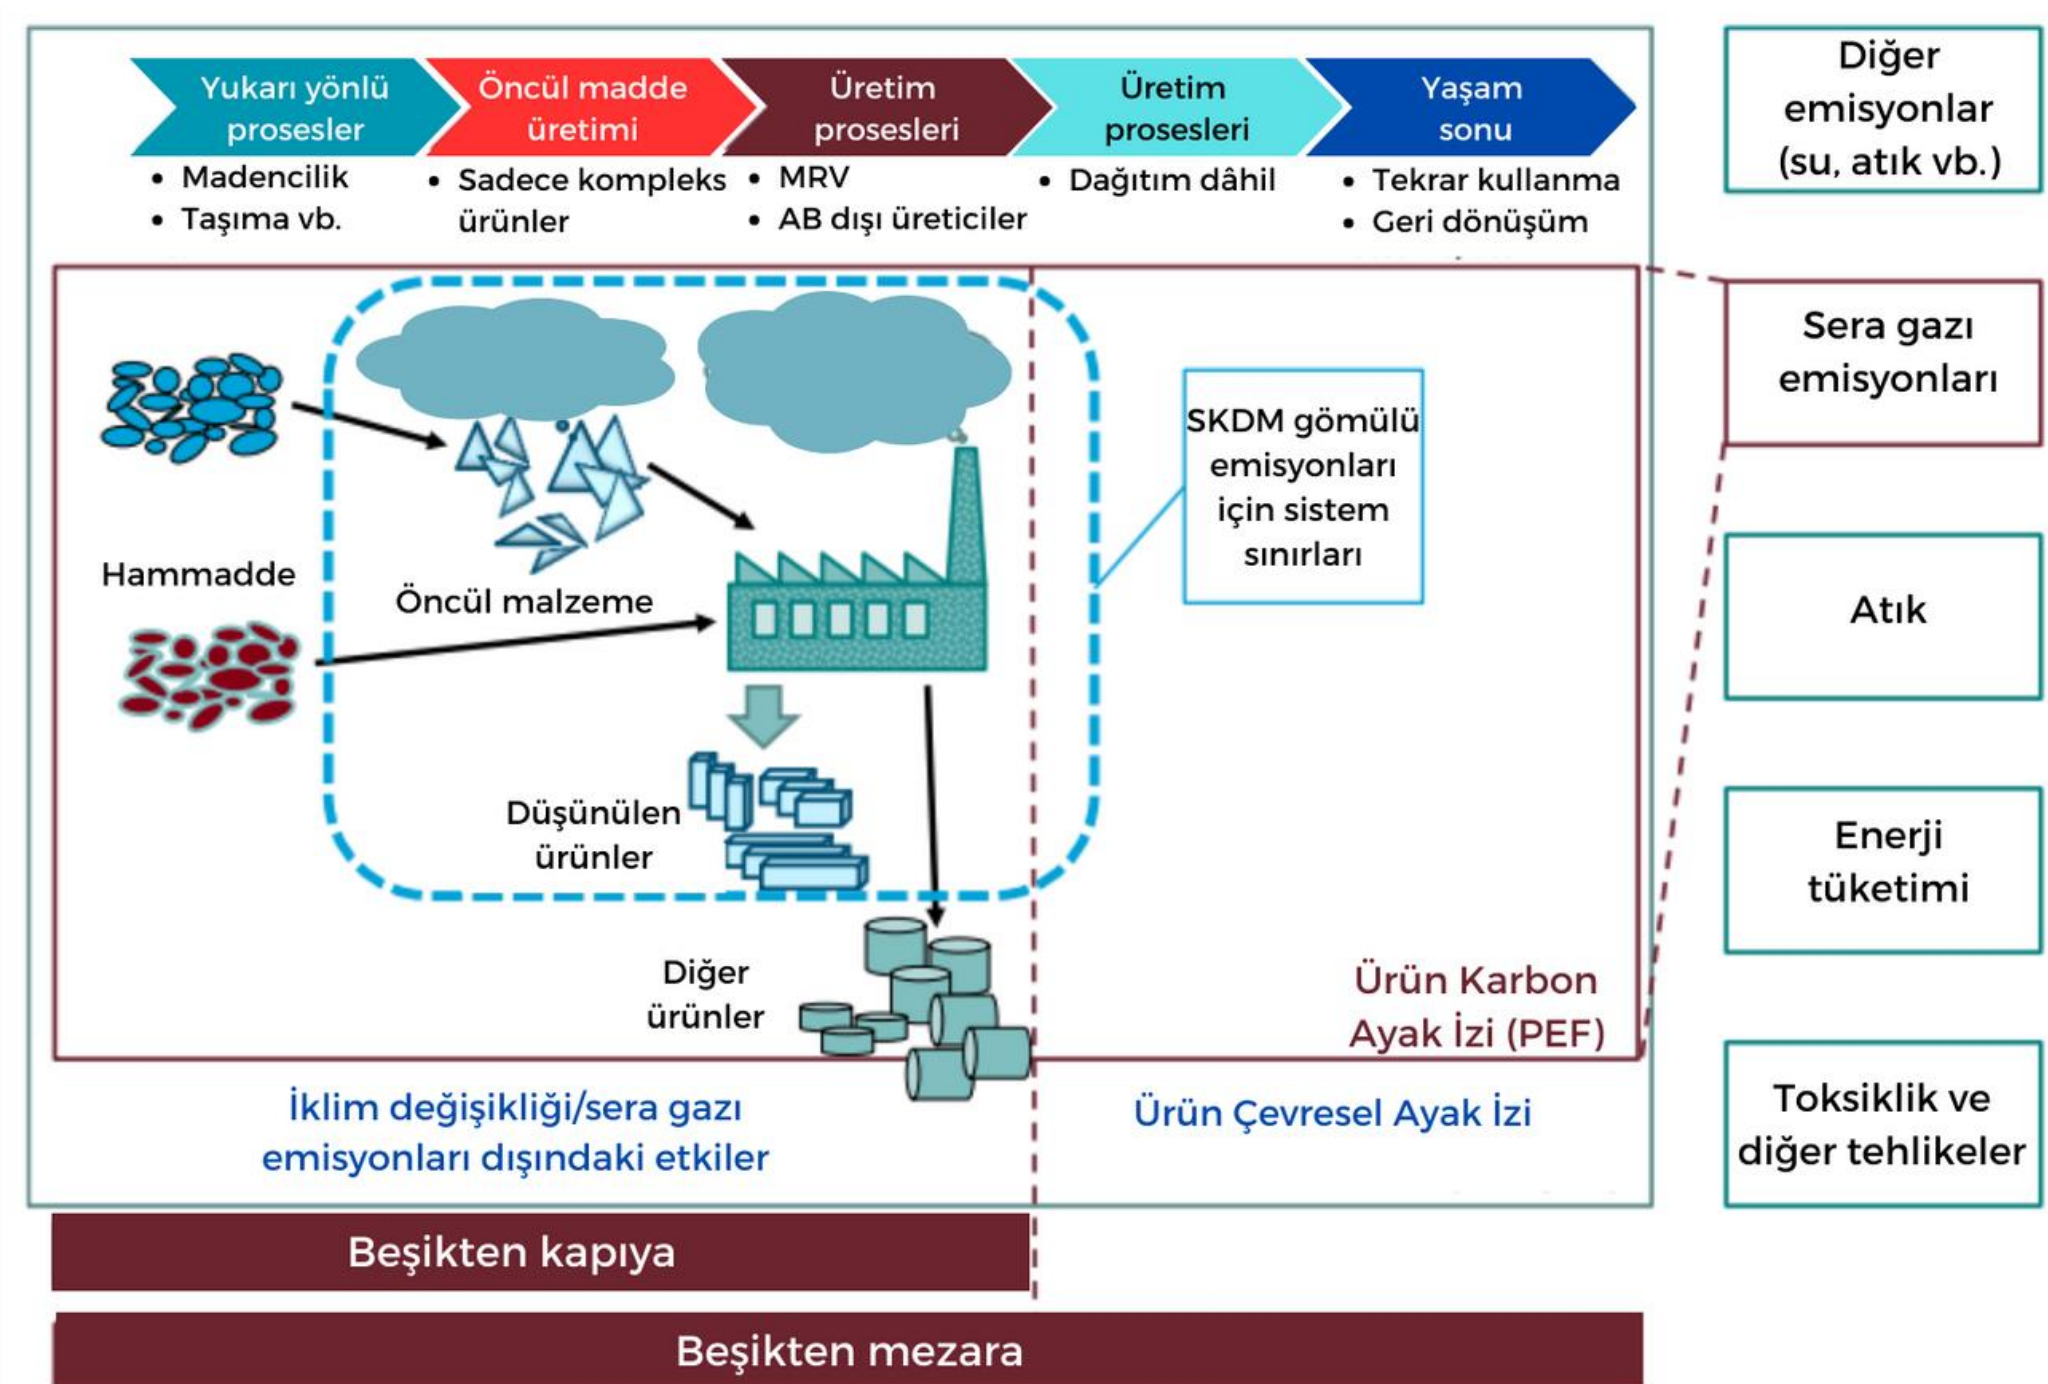 Yukarı yönlü
prosesler
Öncül madde
üretimi
Üretim
prosesleri
Üretim
prosesleri
Yaşam
sonu
• Madencilik
• Taşıma vb.
• Sadece kompleks
ürünler
• MRV
• AB dışı üreticiler
• Dağıtım dâhil
• Tekrar kullanma
• Geri dönüşüm
Diğer
emisyonlar
(su, atık vb.)
Sera gazı
emisyonları
Atık
Enerji
tüketimi
Toksiklik ve
diğer tehlikeler
SKDM gömülü
emisyonları
için sistem
sınırları
Hammadde
Öncül malzeme
Düşünülen
ürünler
Diğer
ürünler
Ürün Karbon
Ayak İzi (PEF)
İklim değişikliği/sera gazı
emisyonları dışındaki etkiler
Ürün Çevresel Ayak İzi
Beşikten kapıya
Beşikten mezara